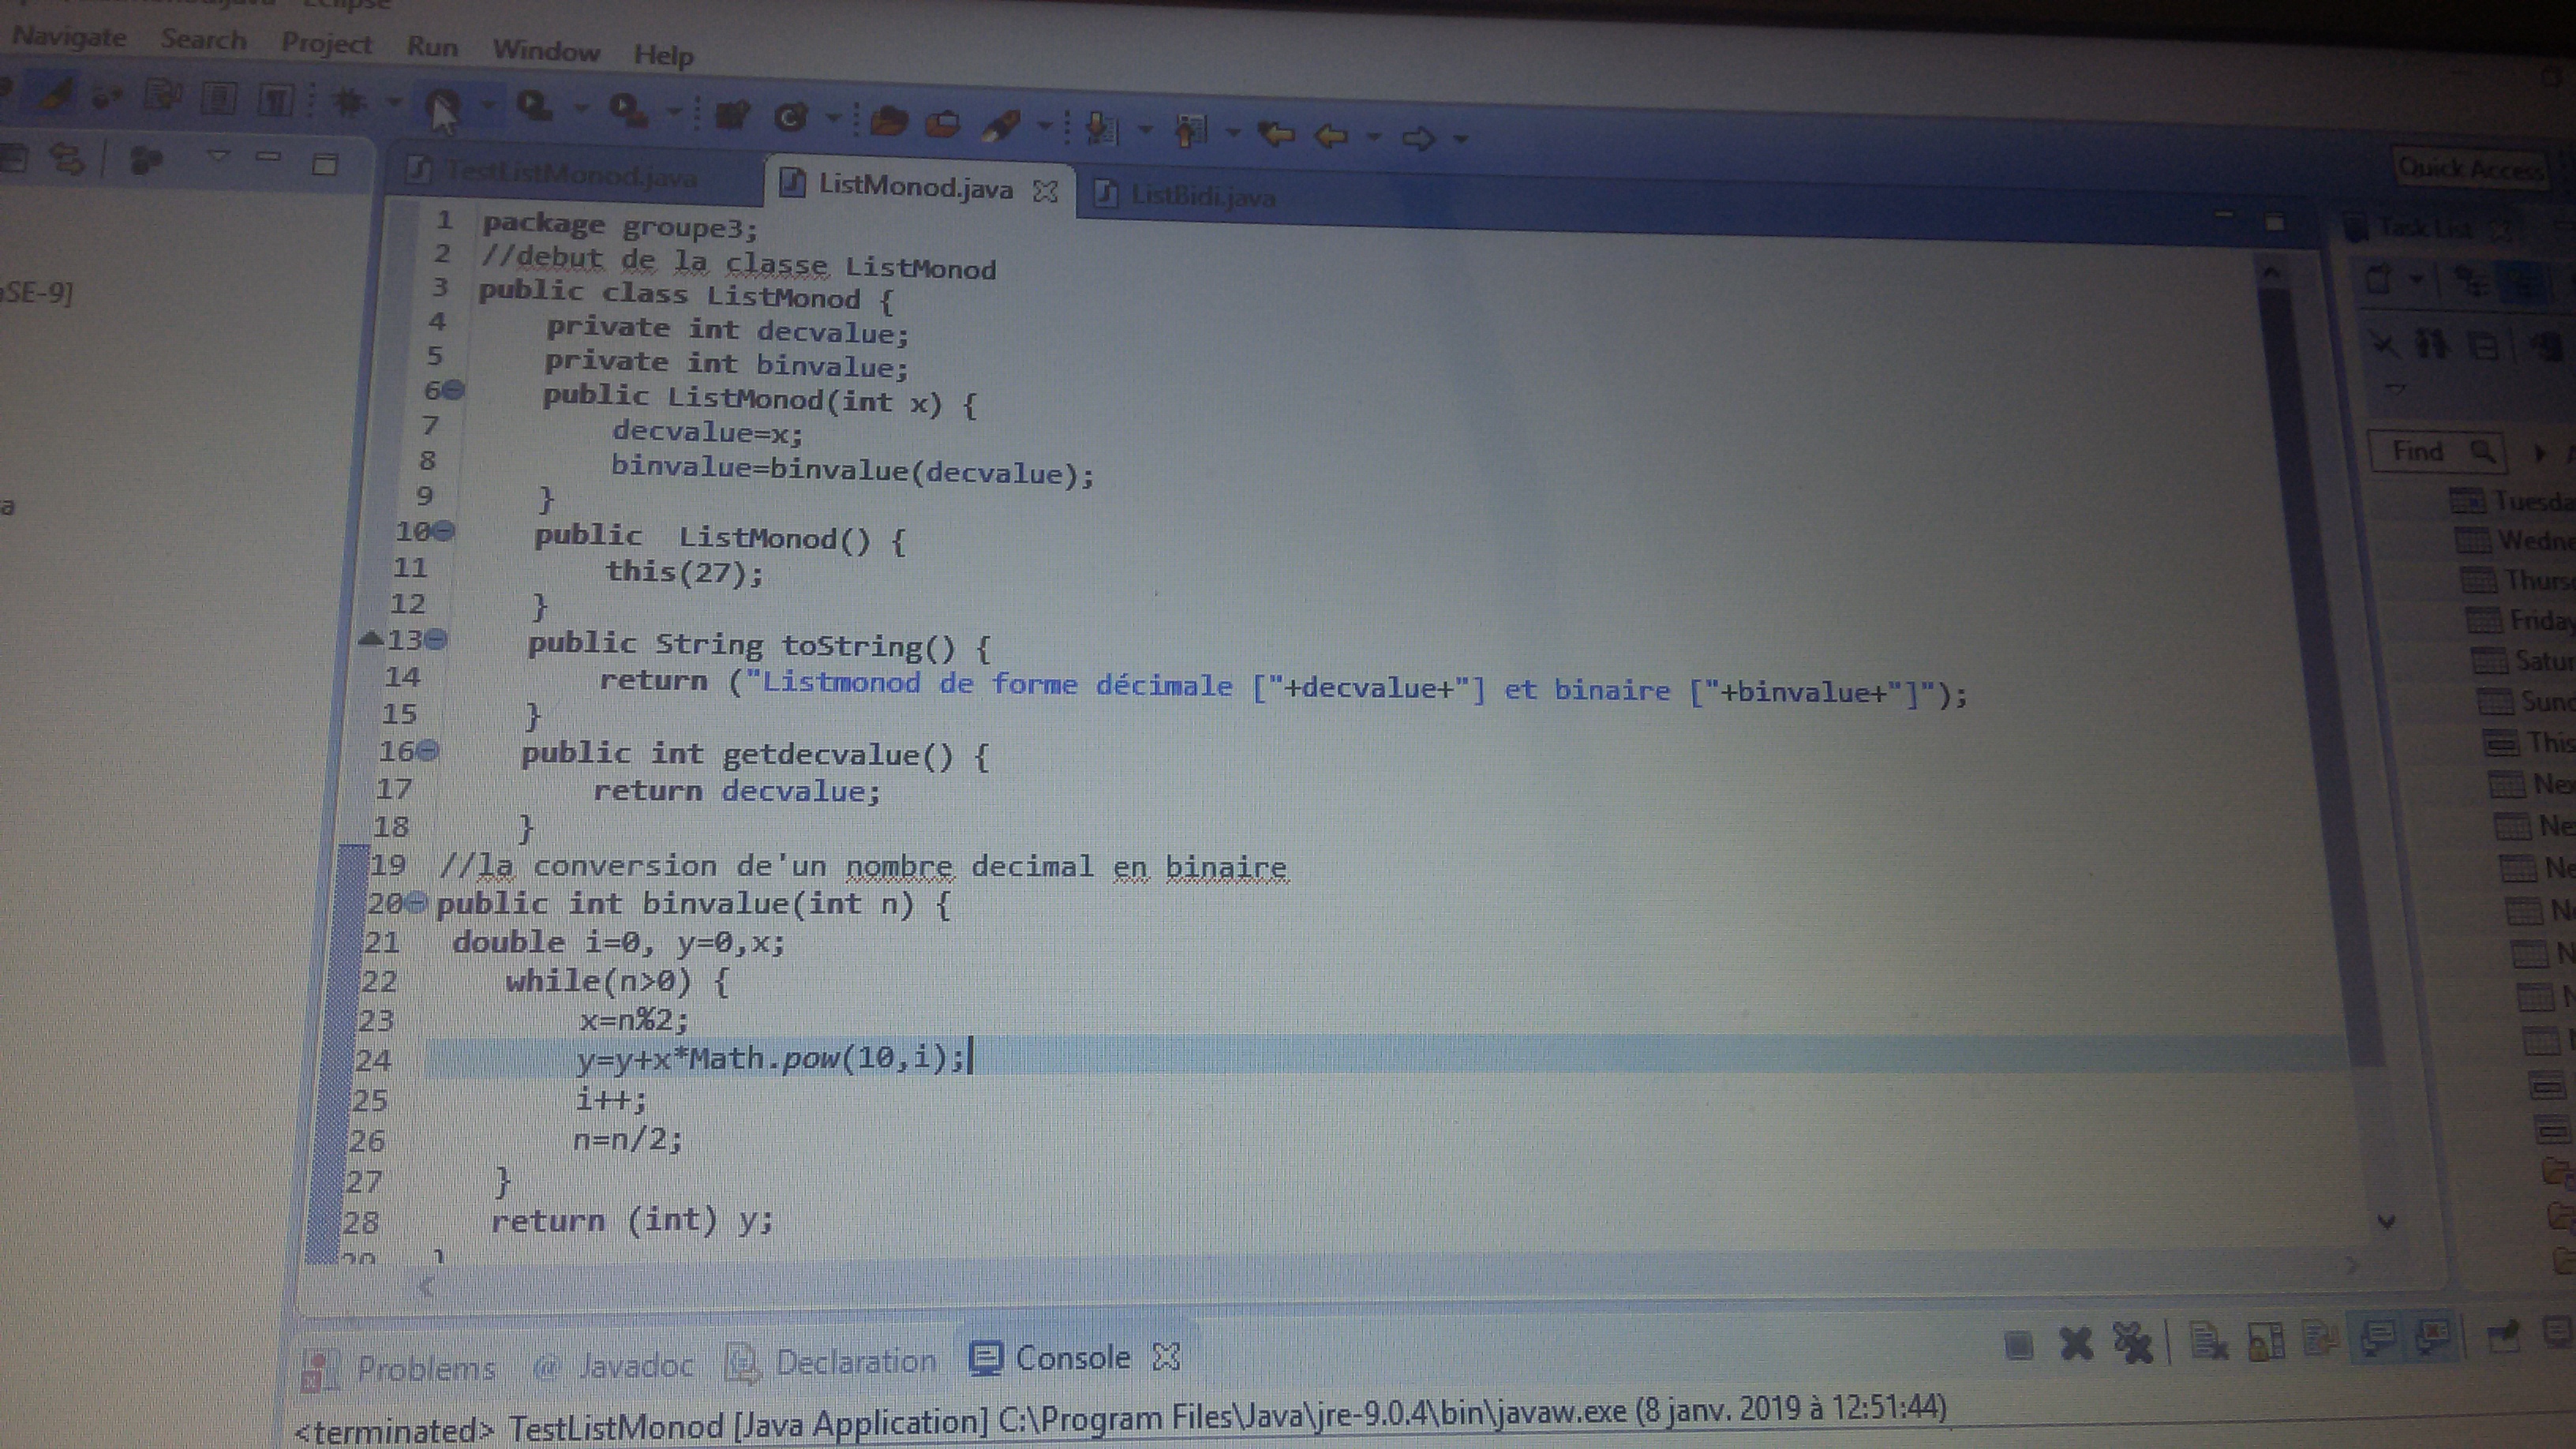 Eclipse
Navigate Search Project Run Window Help
Quick Access
TestListMonod.java ListMonod.java ListBidi.java
Task List
SE-9]
1 package groupe3;
2 //debut de la classe ListMonod
3 public class ListMonod {
4 private int decvalue;
5 private int binvalue;
6 public ListMonod(int x) {
7 decvalue=x;
8 binvalue=binvalue(decvalue);
9 }
10 public ListMonod() {
11 this(27);
12 }
13 public String toString() {
14 return ("Listmonod de forme décimale ["+decvalue+"] et binaire ["+binvalue+"]");
15 }
16 public int getdecvalue() {
17 return decvalue;
18 }
19 //la conversion de'un nombre decimal en binaire
20 public int binvalue(int n) {
21 double i=0, y=0,x;
22 while(n>0) {
23 x=n%2;
24 y=y+x*Math.pow(10,i);
25 i++;
26 n=n/2;
27 }
28 return (int) y;
Find
Tuesda
Wedne
Thurs
Friday
Satur
Sund
This
Nex
Ne
Ne
Problems @ Javadoc Declaration Console
<terminated> TestListMonod [Java Application] C:\Program Files\Java\jre-9.0.4\bin\javaw.exe (8 janv. 2019 à 12:51:44)